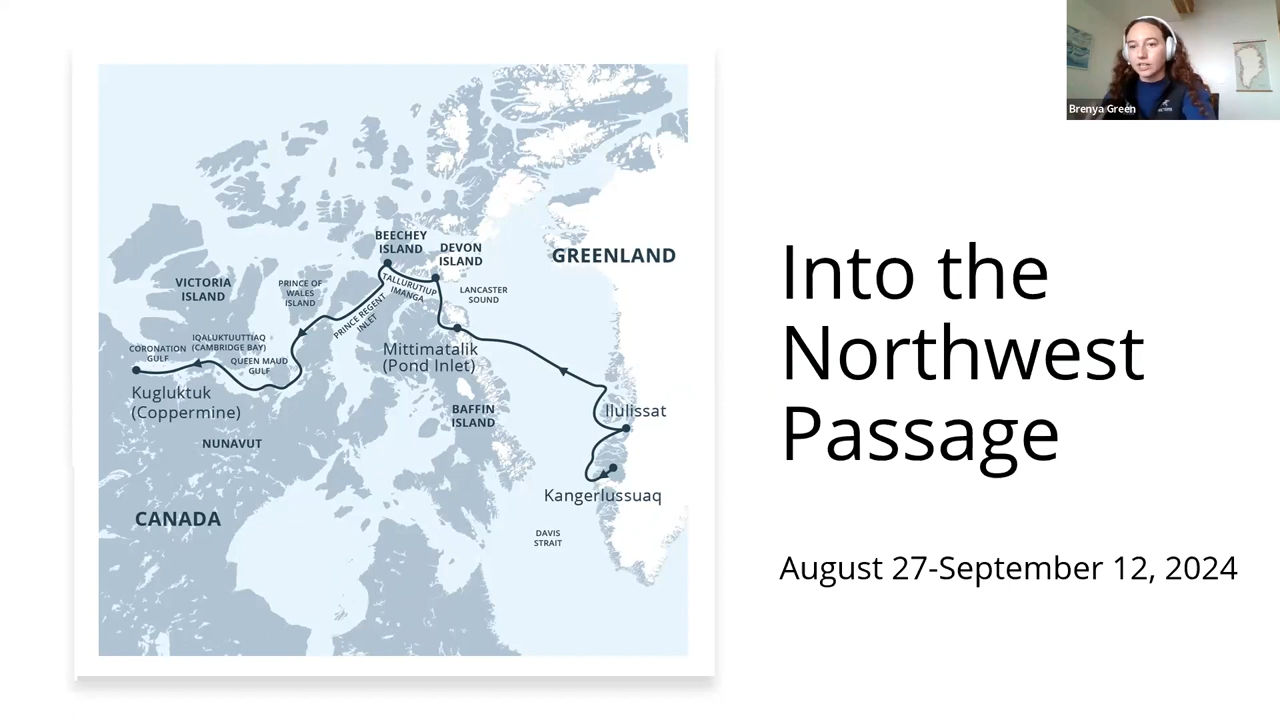 Brenya Green
BEECHEY
ISLAND
DEVON
ISLAND
GREENLAND
VICTORIA
ISLAND
PRINCE OF
WALES
ISLAND
TALLURUTIUP
IMANGA
LANCASTER
SOUND
PRINCE REGENT
INLET
IQALUKTUUTTIAQ
(CAMBRIDGE BAY)
CORONATION
GULF
QUEEN MAUD
GULF
Mittimatalik
(Pond Inlet)
Kugluktuk
(Coppermine)
BAFFIN
ISLAND
Ilulissat
NUNAVUT
Kangerlussuaq
CANADA
DAVIS
STRAIT
Into the
Northwest
Passage
August 27-September 12, 2024